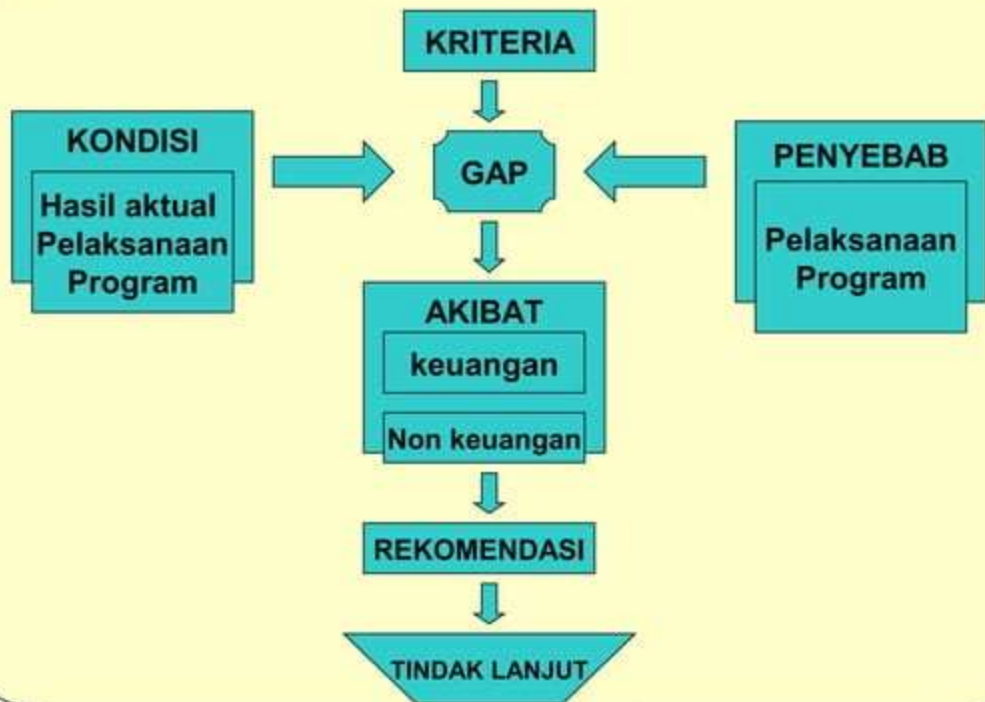 KRITERIA
KONDISI
Hasil aktual
Pelaksanaan
Program
GAP
PENYEBAB
Pelaksanaan
Program
AKIBAT
keuangan
Non keuangan
REKOMENDASI
TINDAK LANJUT